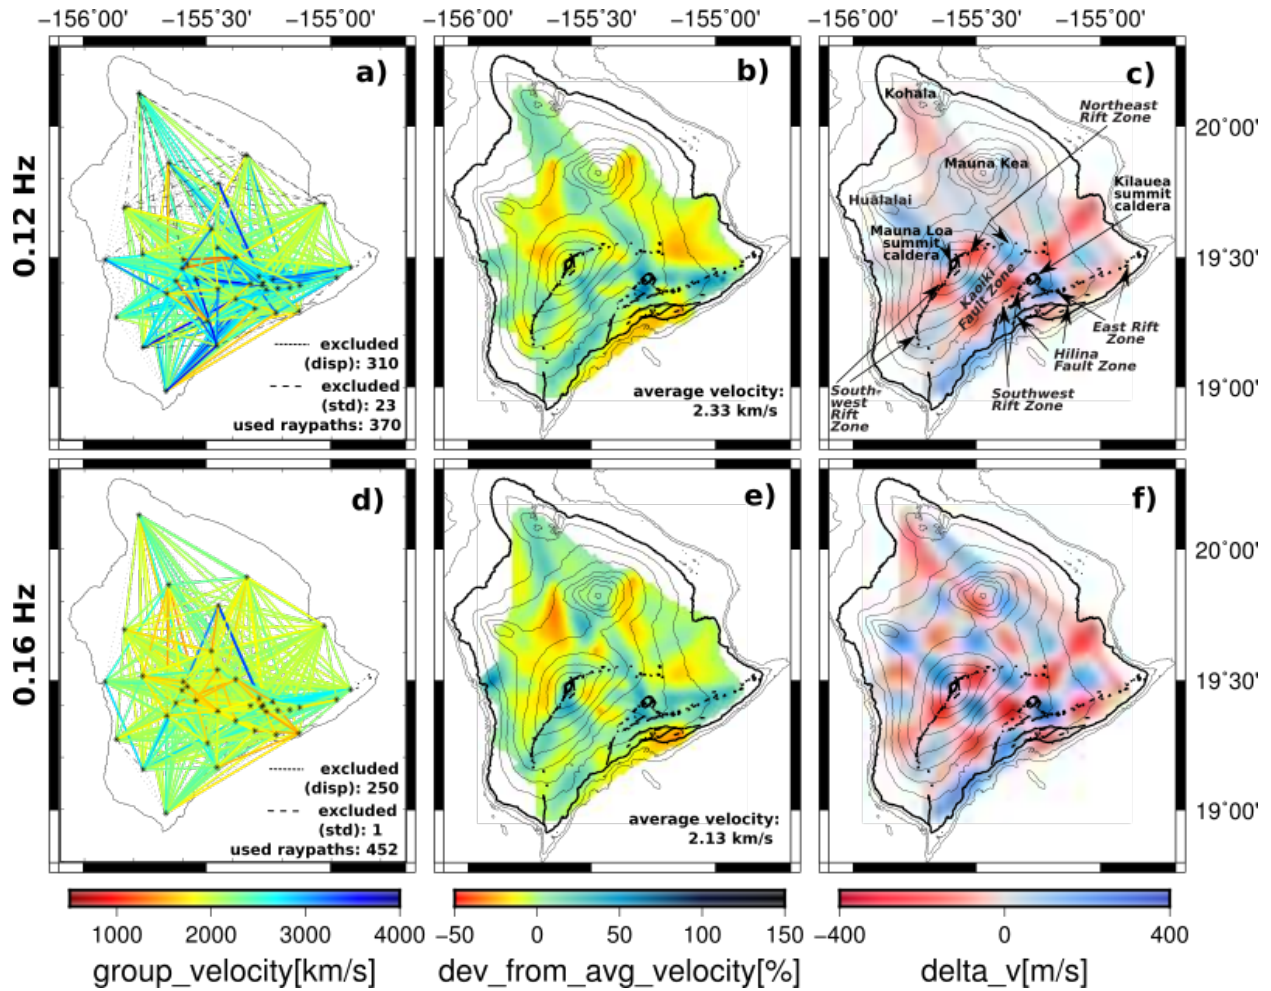 −156˚00' −155˚30' −155˚00' −156˚00' −155˚30' −155˚00' −156˚00' −155˚30' −155˚00'
0.12 Hz
a)
excluded
(disp): 310
excluded
(std): 23
used raypaths: 370
b)
average velocity:
2.33 km/s
c)
Kohala
Northeast
Rift Zone
Mauna Kea
Kilauea
summit
caldera
Hualalai
Mauna Loa
summit
caldera
Kaoiki
Fault Zone
East Rift
Zone
Hilina
Fault Zone
Southwest
Rift Zone
South-
west
Rift
Zone
20˚00'
19˚30'
19˚00'
0.16 Hz
d)
excluded
(disp): 250
excluded
(std): 1
used raypaths: 452
e)
average velocity:
2.13 km/s
f)
20˚00'
19˚30'
19˚00'
1000 2000 3000 4000
group_velocity[km/s]
−50 0 50 100 150
dev_from_avg_velocity[%]
−400 0 400
delta_v[m/s]